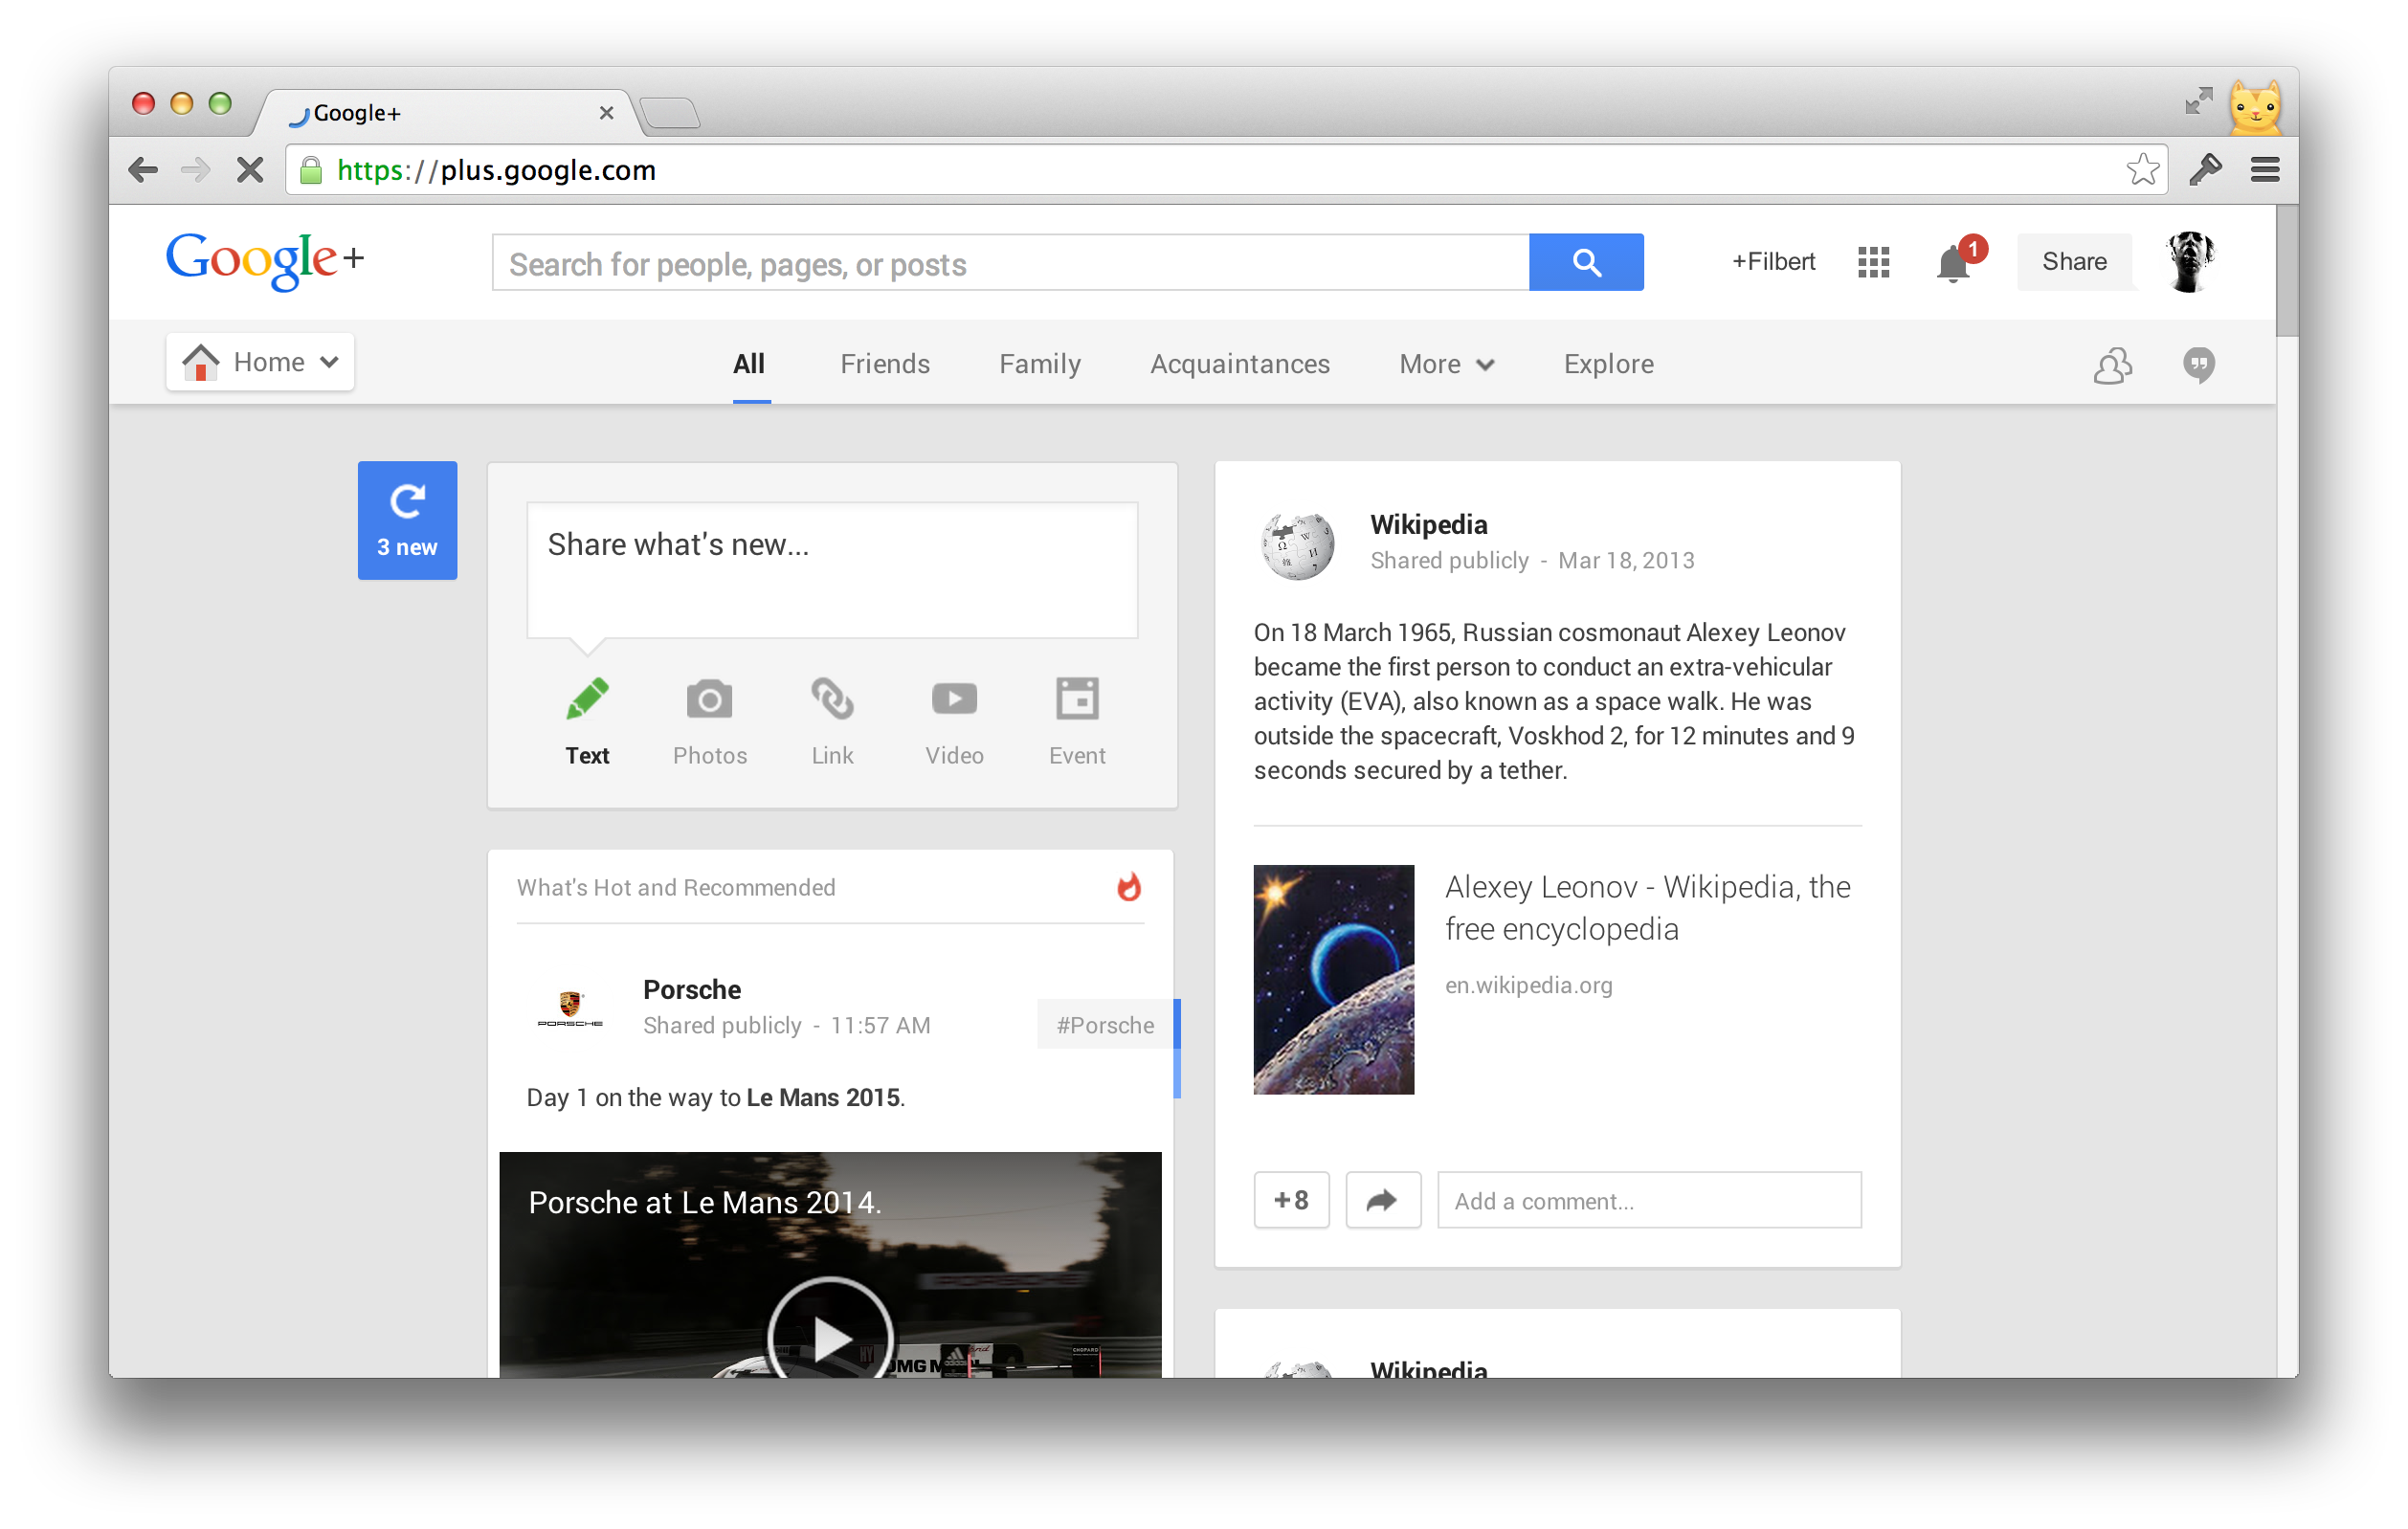 Google+
https://plus.google.com
Google+
Search for people, pages, or posts
+Filbert
1
Share
Home
All
Friends
Family
Acquaintances
More
Explore
3 new
Share what's new...
Text
Photos
Link
Video
Event
What's Hot and Recommended
PORSCHE
Porsche
Shared publicly - 11:57 AM
#Porsche
Day 1 on the way to Le Mans 2015.
Porsche at Le Mans 2014.
adidas
CHOPARD
Wikipedia
Shared publicly - Mar 18, 2013
On 18 March 1965, Russian cosmonaut Alexey Leonov
became the first person to conduct an extra-vehicular
activity (EVA), also known as a space walk. He was
outside the spacecraft, Voskhod 2, for 12 minutes and 9
seconds secured by a tether.
Alexey Leonov - Wikipedia, the
free encyclopedia
en.wikipedia.org
+8
Add a comment...
Wikipedia